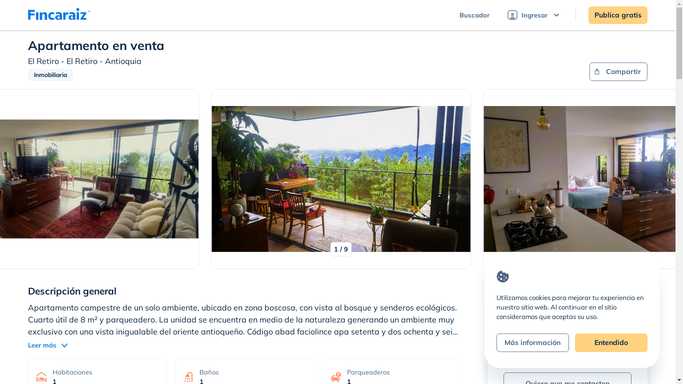 Fincaraiz
Buscador
Ingresar
Publica gratis
Apartamento en venta
El Retiro - El Retiro - Antioquia
Inmobiliaria
Compartir
1 / 9
Descripción general
Apartamento campestre de un solo ambiente, ubicado en zona boscosa, con vista al bosque y senderos ecológicos.
Cuarto útil de 8 m² y parqueadero. La unidad se encuentra en medio de la naturaleza generando un ambiente muy
exclusivo con una vista inigualable del oriente antioqueño. Código abad faciolince apa setenta y dos ochenta y sei...
Leer más
Habitaciones
1
Baños
1
Parqueaderos
1
Utilizamos cookies para mejorar tu experiencia en
nuestro sitio web. Al continuar en el sitio
consideramos que aceptas su uso.
Más información
Entendido
Quiero que me contacten